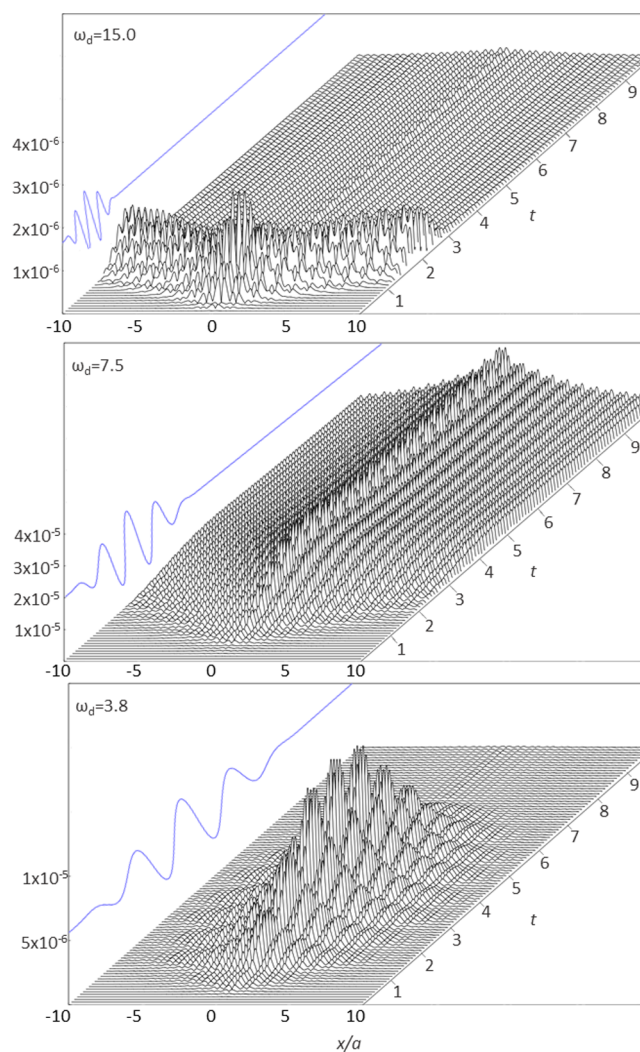 ω_d=15.0
4x10⁻⁶
3x10⁻⁶
2x10⁻⁶
1x10⁻⁶
-10 -5 0 5 10
1 2 3 4 5 6 7 8 9
t
ω_d=7.5
4x10⁻⁵
3x10⁻⁵
2x10⁻⁵
1x10⁻⁵
-10 -5 0 5 10
1 2 3 4 5 6 7 8 9
t
ω_d=3.8
1x10⁻⁵
5x10⁻⁶
-10 -5 0 5 10
1 2 3 4 5 6 7 8 9
t
x/a